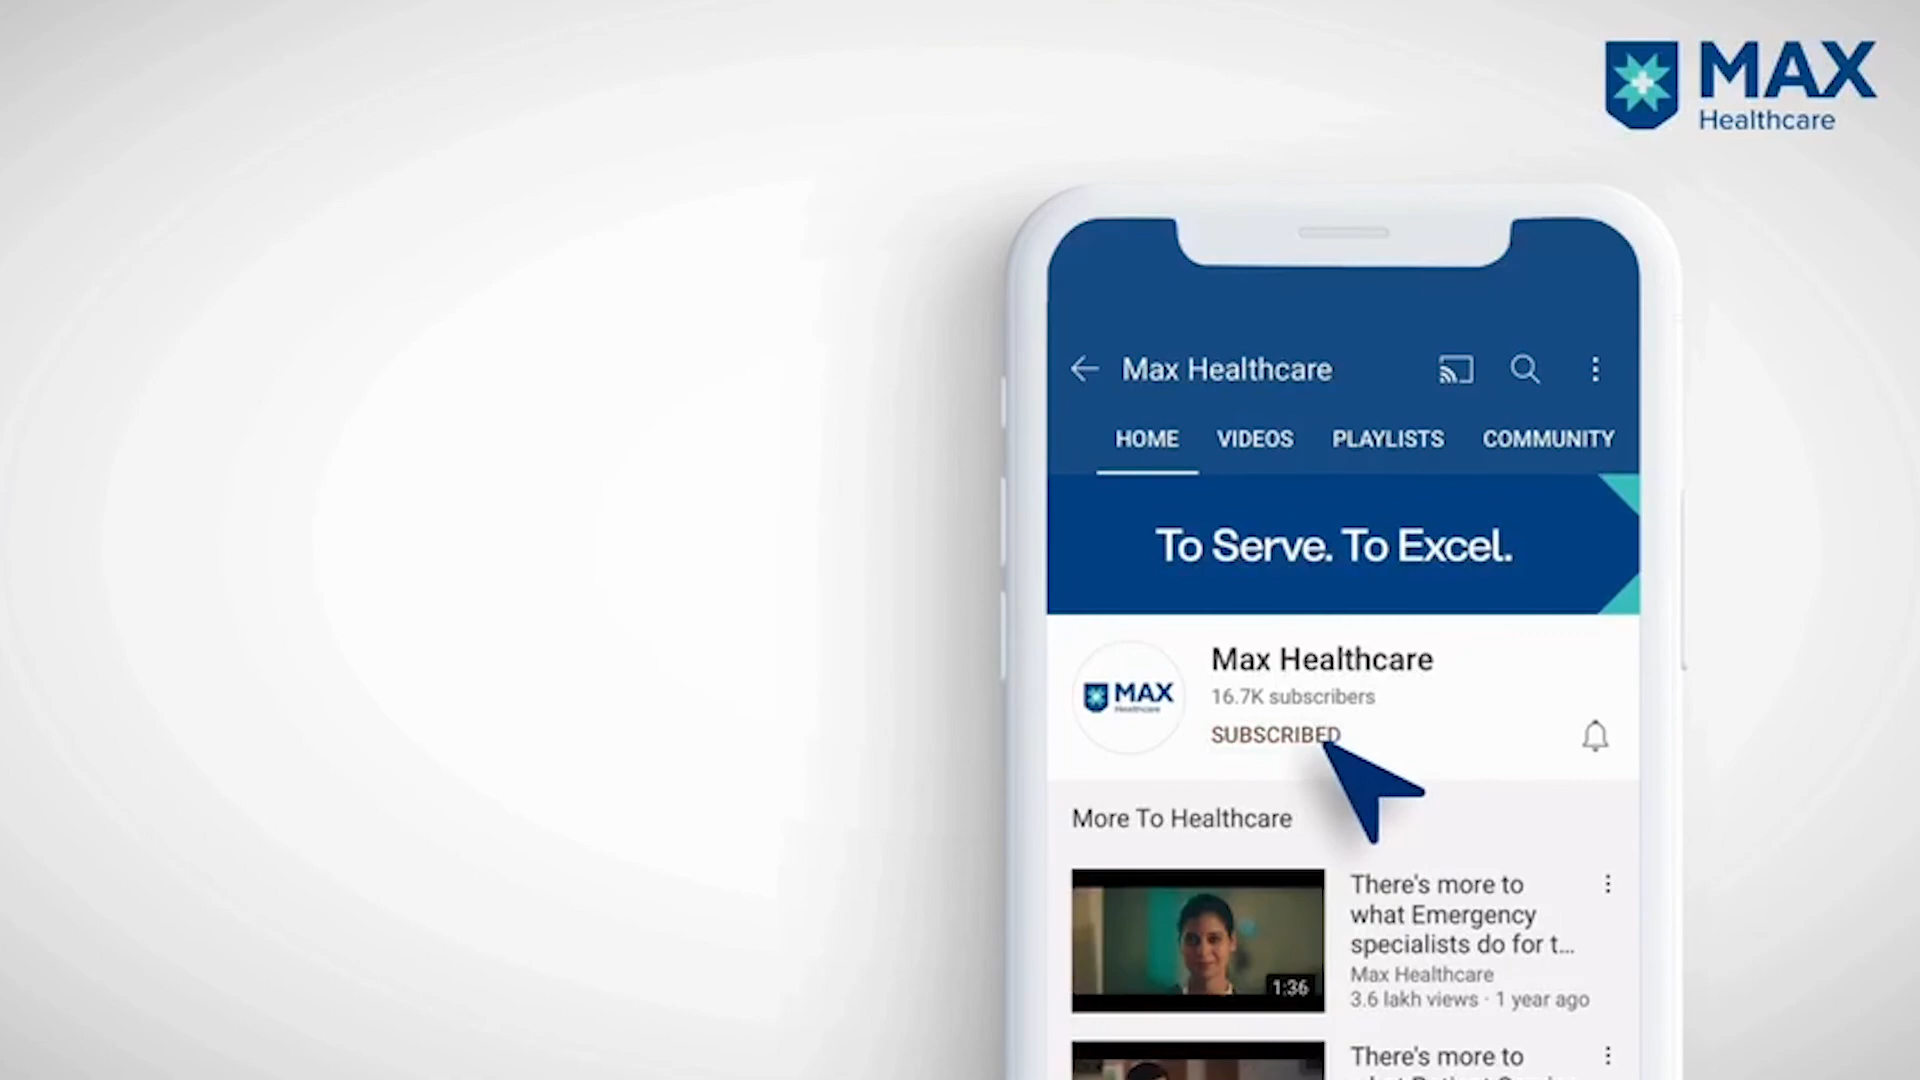 MAX
Healthcare
Max Healthcare
HOME VIDEOS PLAYLISTS COMMUNITY
To Serve. To Excel.
MAX
Healthcare
Max Healthcare
16.7K subscribers
SUBSCRIBED
More To Healthcare
There's more to
what Emergency
specialists do for t...
Max Healthcare
3.6 lakh views · 1 year ago
1:36
There's more to